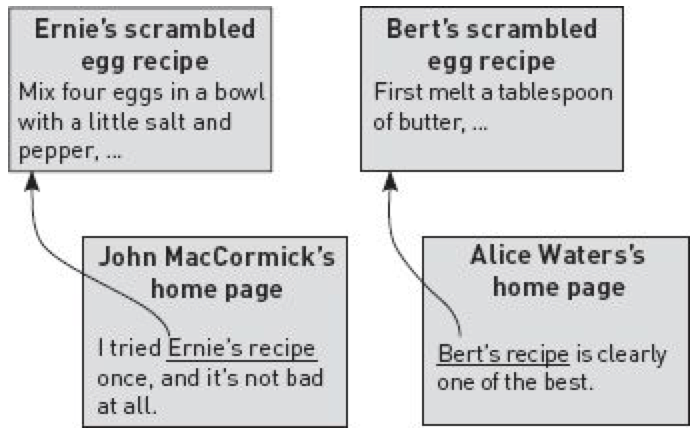 Ernie's scrambled
egg recipe
Mix four eggs in a bowl
with a little salt and
pepper, ...
Bert's scrambled
egg recipe
First melt a tablespoon
of butter, ...
John MacCormick's
home page
I tried Ernie's recipe
once, and it's not bad
at all.
Alice Waters's
home page
Bert's recipe is clearly
one of the best.